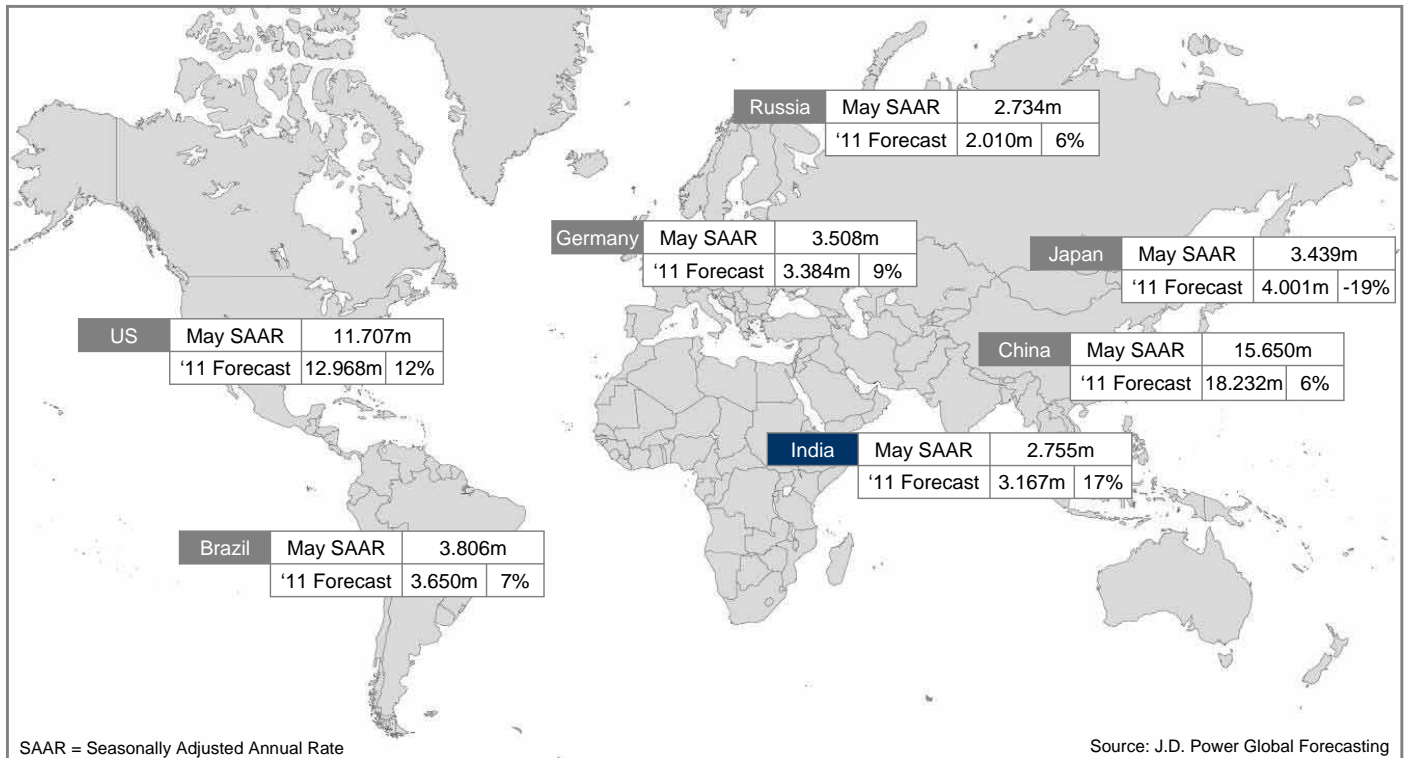 Russia May SAAR 2.734m
‘11 Forecast 2.010m 6%
Germany May SAAR 3.508m
‘11 Forecast 3.384m 9%
Japan May SAAR 3.439m
‘11 Forecast 4.001m -19%
US May SAAR 11.707m
‘11 Forecast 12.968m 12%
China May SAAR 15.650m
‘11 Forecast 18.232m 6%
India May SAAR 2.755m
‘11 Forecast 3.167m 17%
Brazil May SAAR 3.806m
‘11 Forecast 3.650m 7%
SAAR = Seasonally Adjusted Annual Rate
Source: J.D. Power Global Forecasting